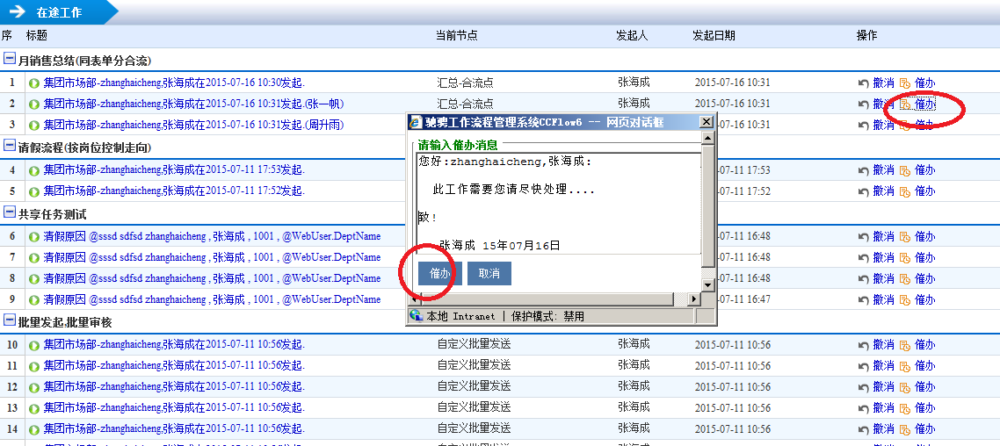 在途工作
序 标题 当前节点 发起人 发起日期 操作
月销售总结(同表单分合流)
1 集团市场部-zhanghaicheng,张海成在2015-07-16 10:30发起. 汇总-合流点 张海成 2015-07-16 10:31 撤消 催办
2 集团市场部-zhanghaicheng,张海成在2015-07-16 10:30发起.(张一帆) 汇总-合流点 张海成 2015-07-16 10:31 撤消 催办
3 集团市场部-zhanghaicheng,张海成在2015-07-16 10:30发起.(周升雨) 10:31 撤消 催办
请假流程(按岗位控制走向)
4 集团市场部-zhanghaicheng,张海成在2015-07-11 17:53发起. -07-11 17:53 撤消 催办
5 集团市场部-zhanghaicheng,张海成在2015-07-11 17:52发起. -07-11 17:52 撤消 催办
共享任务测试
6 请假原因 @sssd sdfsd zhanghaicheng , 张海成 , 1001 , @WebUser.DeptName -07-11 16:48 撤消 催办
7 请假原因 @sssd sdfsd zhanghaicheng , 张海成 , 1001 , @WebUser.DeptName -07-11 16:48 撤消 催办
8 请假原因 @sssd sdfsd zhanghaicheng , 张海成 , 1001 , @WebUser.DeptName -07-11 16:48 撤消 催办
9 请假原因 @sssd sdfsd zhanghaicheng , 张海成 , 1001 , @WebUser.DeptName -07-11 16:47 撤消 催办
驰骋工作流程管理系统CCFlow6 -- 网页对话框
请输入催办消息
您好:zhanghaicheng,张海成:
此工作需要您请尽快处理....
致!
张海成 15年07月16日
催办 取消
本地 Intranet | 保护模式: 禁用
批量发起,批量审核
10 集团市场部-zhanghaicheng,张海成在2015-07-11 10:56发起. 自定义批量发送 张海成 2015-07-11 10:56 撤消 催办
11 集团市场部-zhanghaicheng,张海成在2015-07-11 10:56发起. 自定义批量发送 张海成 2015-07-11 10:56 撤消 催办
12 集团市场部-zhanghaicheng,张海成在2015-07-11 10:56发起. 自定义批量发送 张海成 2015-07-11 10:56 撤消 催办
13 集团市场部-zhanghaicheng,张海成在2015-07-11 10:56发起. 自定义批量发送 张海成 2015-07-11 10:56 撤消 催办
14 集团市场部-zhanghaicheng,张海成在2015-07-11 10:56发起. 自定义批量发送 张海成 2015-07-11 10:56 撤消 催办